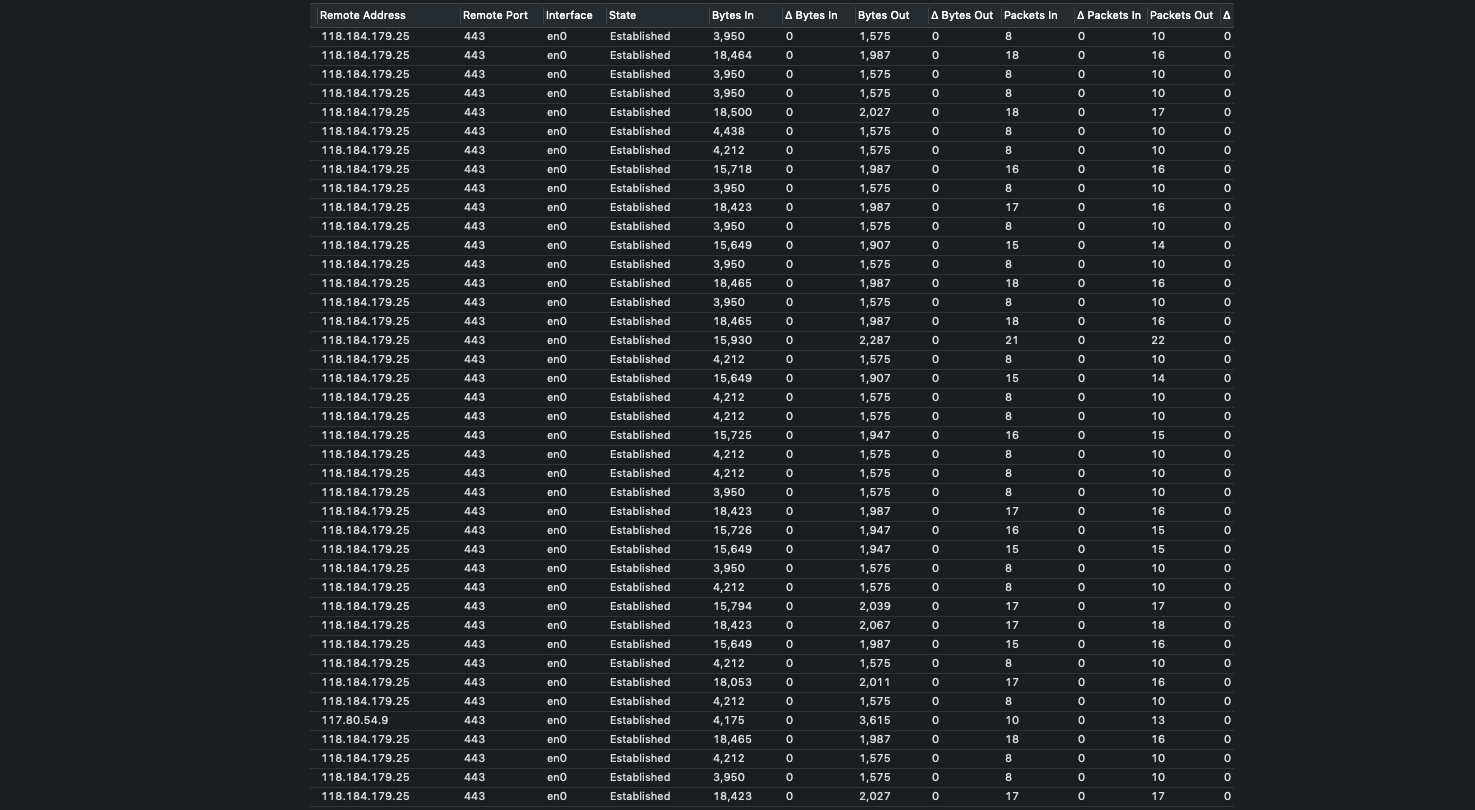 Remote Address Remote Port Interface State Bytes In Δ Bytes In Bytes Out Δ Bytes Out Packets In Δ Packets In Packets Out Δ
118.184.179.25 443 en0 Established 3,950 0 1,575 0 8 0 10 0
118.184.179.25 443 en0 Established 18,464 0 1,987 0 18 0 16 0
118.184.179.25 443 en0 Established 3,950 0 1,575 0 8 0 10 0
118.184.179.25 443 en0 Established 3,950 0 1,575 0 8 0 10 0
118.184.179.25 443 en0 Established 18,500 0 2,027 0 18 0 17 0
118.184.179.25 443 en0 Established 4,438 0 1,575 0 8 0 10 0
118.184.179.25 443 en0 Established 4,212 0 1,575 0 8 0 10 0
118.184.179.25 443 en0 Established 15,718 0 1,987 0 16 0 16 0
118.184.179.25 443 en0 Established 3,950 0 1,575 0 8 0 10 0
118.184.179.25 443 en0 Established 18,423 0 1,987 0 17 0 16 0
118.184.179.25 443 en0 Established 3,950 0 1,575 0 8 0 10 0
118.184.179.25 443 en0 Established 15,649 0 1,907 0 15 0 14 0
118.184.179.25 443 en0 Established 3,950 0 1,575 0 8 0 10 0
118.184.179.25 443 en0 Established 18,465 0 1,987 0 18 0 16 0
118.184.179.25 443 en0 Established 3,950 0 1,575 0 8 0 10 0
118.184.179.25 443 en0 Established 18,465 0 1,987 0 18 0 16 0
118.184.179.25 443 en0 Established 15,930 0 2,287 0 21 0 22 0
118.184.179.25 443 en0 Established 4,212 0 1,575 0 8 0 10 0
118.184.179.25 443 en0 Established 15,649 0 1,907 0 15 0 14 0
118.184.179.25 443 en0 Established 4,212 0 1,575 0 8 0 10 0
118.184.179.25 443 en0 Established 4,212 0 1,575 0 8 0 10 0
118.184.179.25 443 en0 Established 15,725 0 1,947 0 16 0 15 0
118.184.179.25 443 en0 Established 4,212 0 1,575 0 8 0 10 0
118.184.179.25 443 en0 Established 4,212 0 1,575 0 8 0 10 0
118.184.179.25 443 en0 Established 3,950 0 1,575 0 8 0 10 0
118.184.179.25 443 en0 Established 18,423 0 1,987 0 17 0 16 0
118.184.179.25 443 en0 Established 15,726 0 1,947 0 16 0 15 0
118.184.179.25 443 en0 Established 15,649 0 1,947 0 15 0 15 0
118.184.179.25 443 en0 Established 3,950 0 1,575 0 8 0 10 0
118.184.179.25 443 en0 Established 4,212 0 1,575 0 8 0 10 0
118.184.179.25 443 en0 Established 15,794 0 2,039 0 17 0 17 0
118.184.179.25 443 en0 Established 18,423 0 2,067 0 17 0 18 0
118.184.179.25 443 en0 Established 15,649 0 1,987 0 15 0 16 0
118.184.179.25 443 en0 Established 4,212 0 1,575 0 8 0 10 0
118.184.179.25 443 en0 Established 18,053 0 2,011 0 17 0 16 0
118.184.179.25 443 en0 Established 4,212 0 1,575 0 8 0 10 0
117.80.54.9 443 en0 Established 4,175 0 3,615 0 10 0 13 0
118.184.179.25 443 en0 Established 18,465 0 1,987 0 18 0 16 0
118.184.179.25 443 en0 Established 4,212 0 1,575 0 8 0 10 0
118.184.179.25 443 en0 Established 3,950 0 1,575 0 8 0 10 0
118.184.179.25 443 en0 Established 18,423 0 2,027 0 17 0 17 0